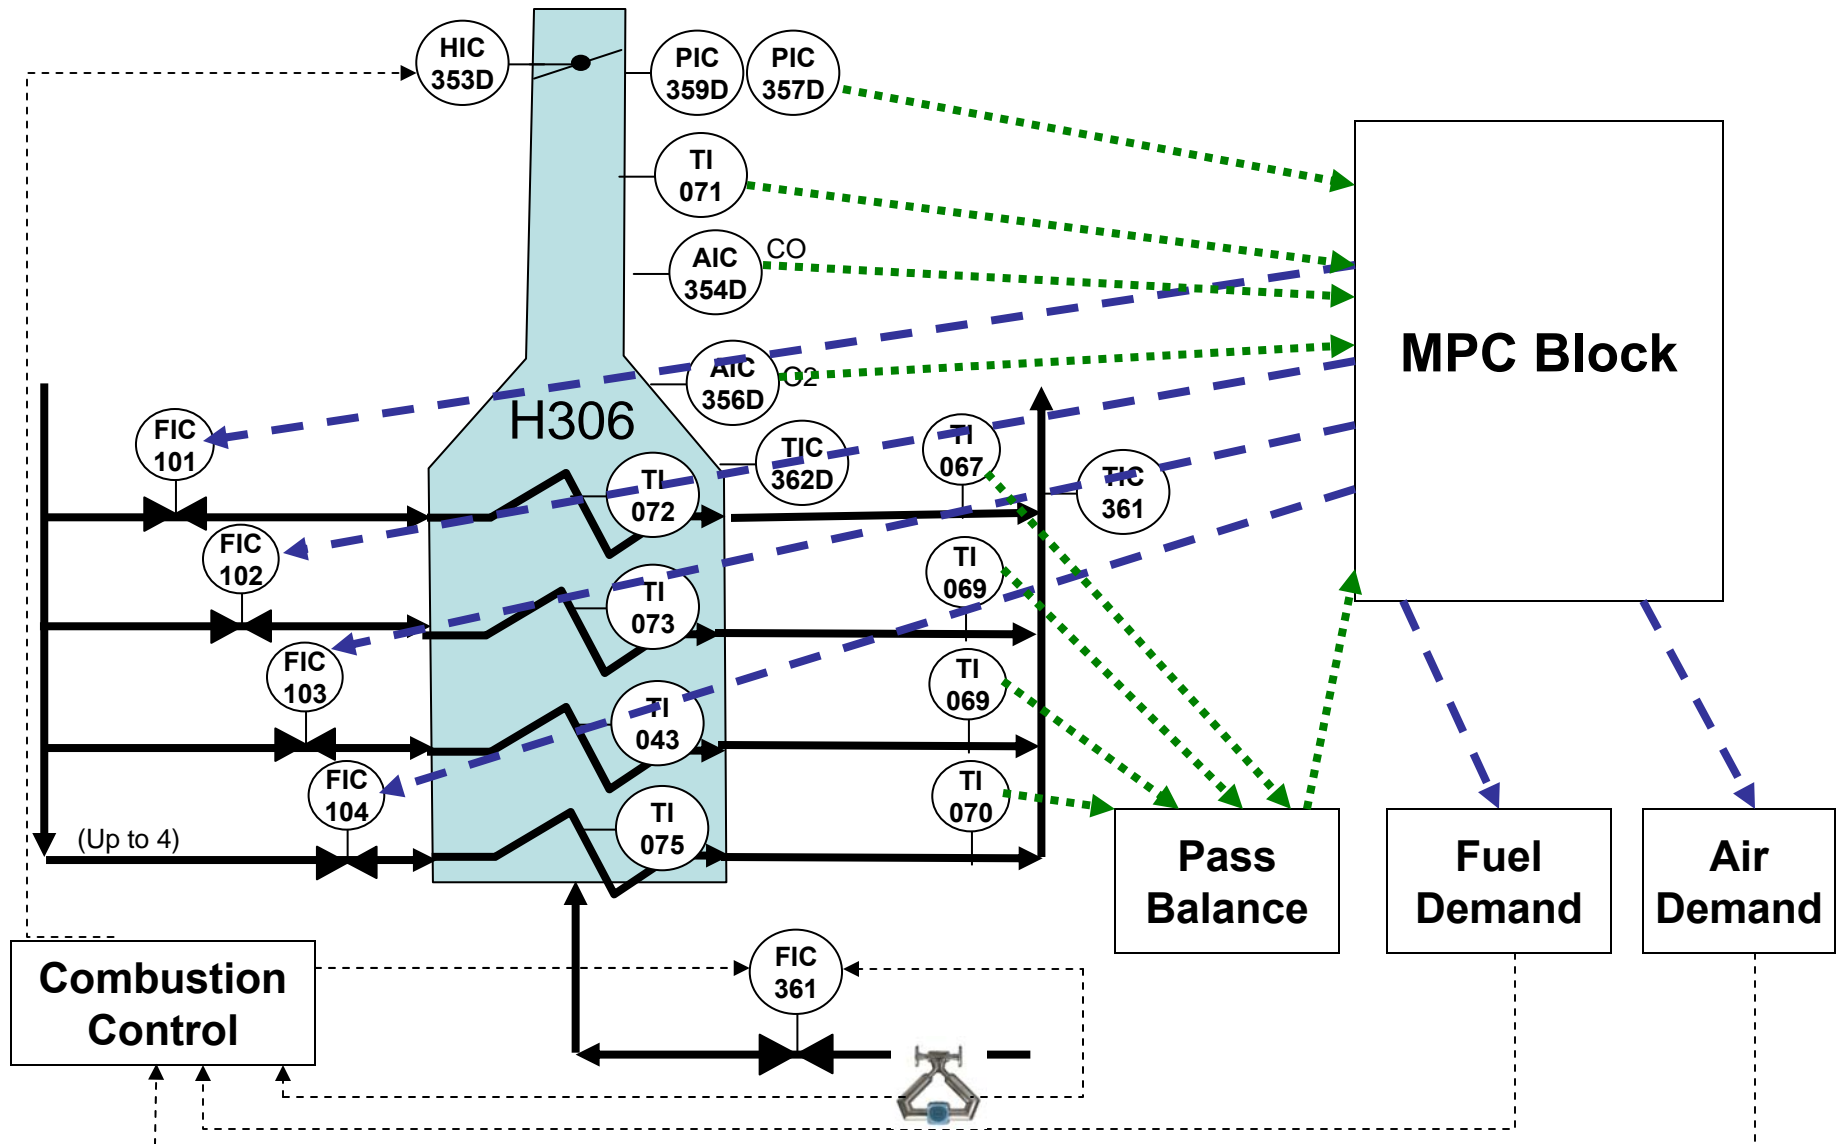 HIC
353D
PIC
359D
PIC
357D
TI
071
AIC
354D
CO
MPC Block
AIC
356D
O2
H306
FIC
101
TIC
362D
TI
067
TIC
361
TI
072
FIC
102
TI
069
TI
073
FIC
103
TI
069
TI
043
FIC
104
TI
070
(Up to 4)
TI
075
Pass
Balance
Fuel
Demand
Air
Demand
Combustion
Control
FIC
361